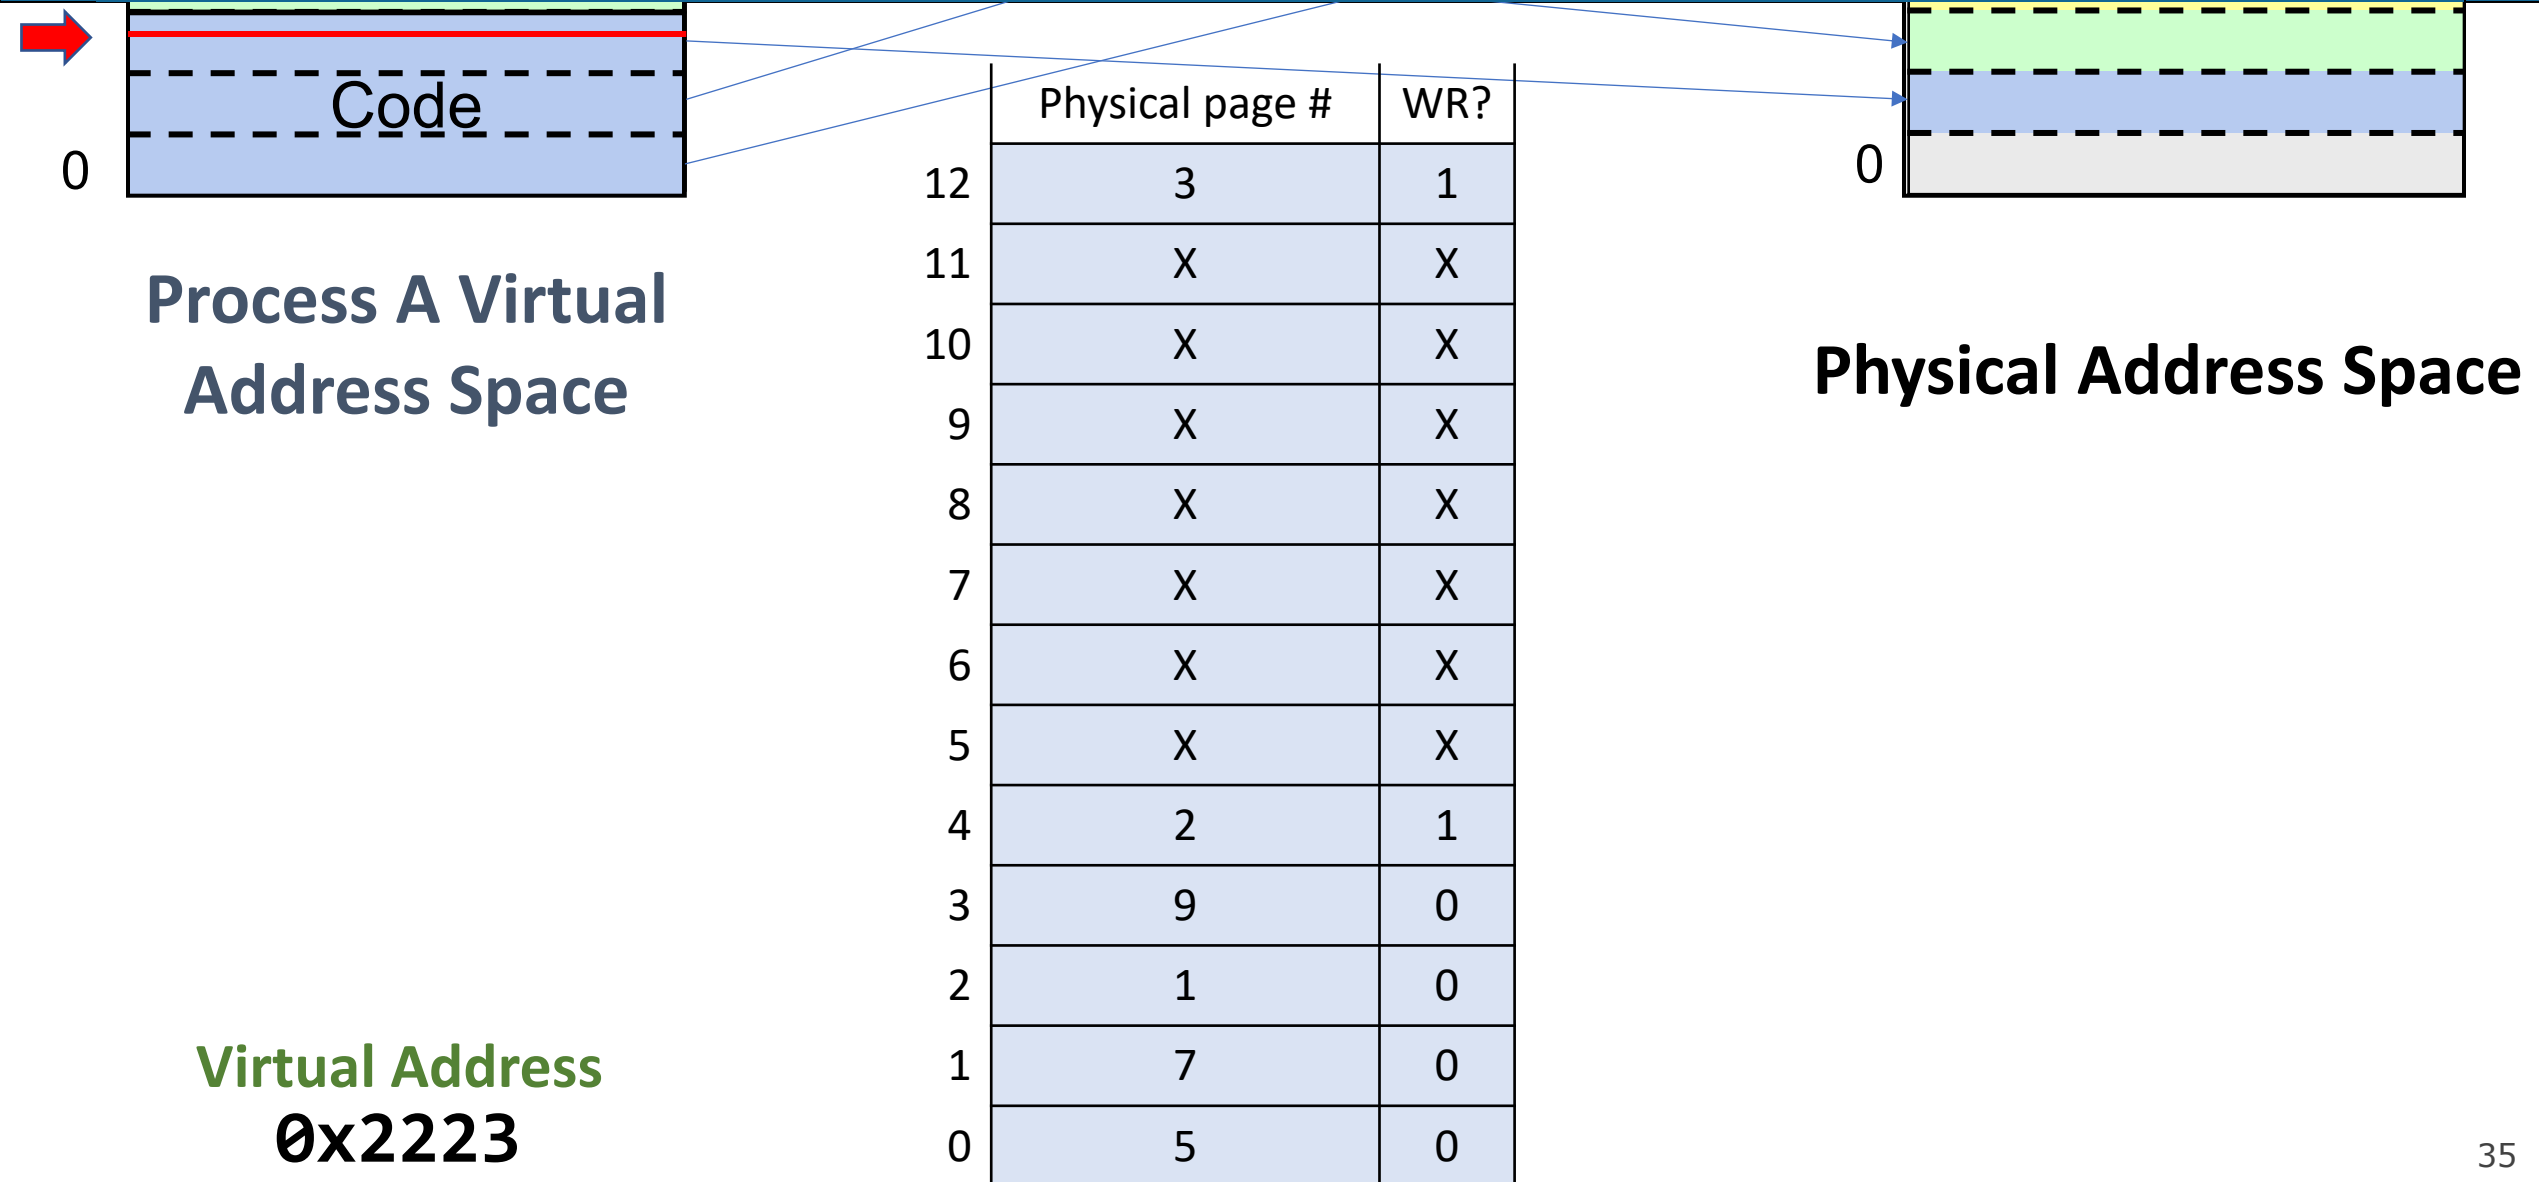 Code
0
Process A Virtual
Address Space
Virtual Address
0x2223
Physical page # WR?
12 3 1
11 X X
10 X X
9 X X
8 X X
7 X X
6 X X
5 X X
4 2 1
3 9 0
2 1 0
1 7 0
0 5 0
0
Physical Address Space
35